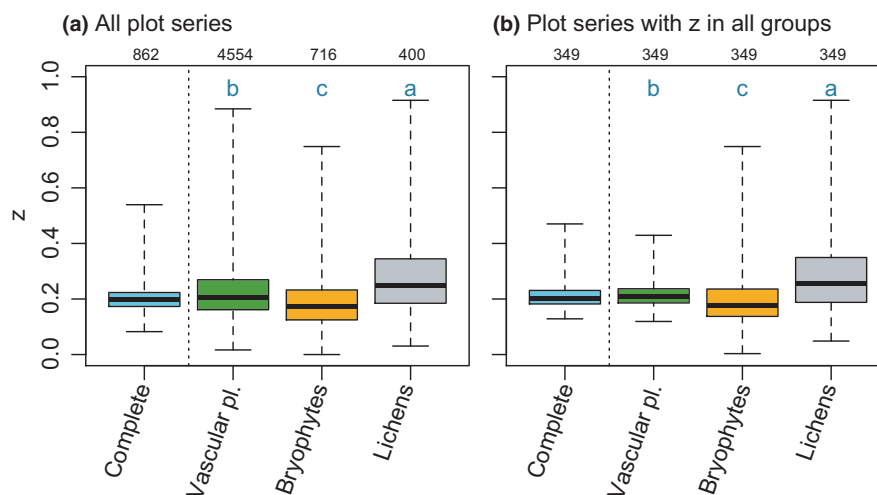 (a) All plot series
862 4554 716 400
b c a
1.0
0.8
0.6
0.4
0.2
0.0
z
Complete
Vascular pl.
Bryophytes
Lichens
(b) Plot series with z in all groups
349 349 349 349
b c a
Complete
Vascular pl.
Bryophytes
Lichens